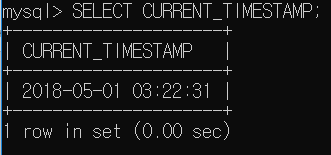 mysql> SELECT CURRENT_TIMESTAMP;
+---------------------+
| CURRENT_TIMESTAMP   |
+---------------------+
| 2018-05-01 03:22:31 |
+---------------------+
1 row in set (0.00 sec)